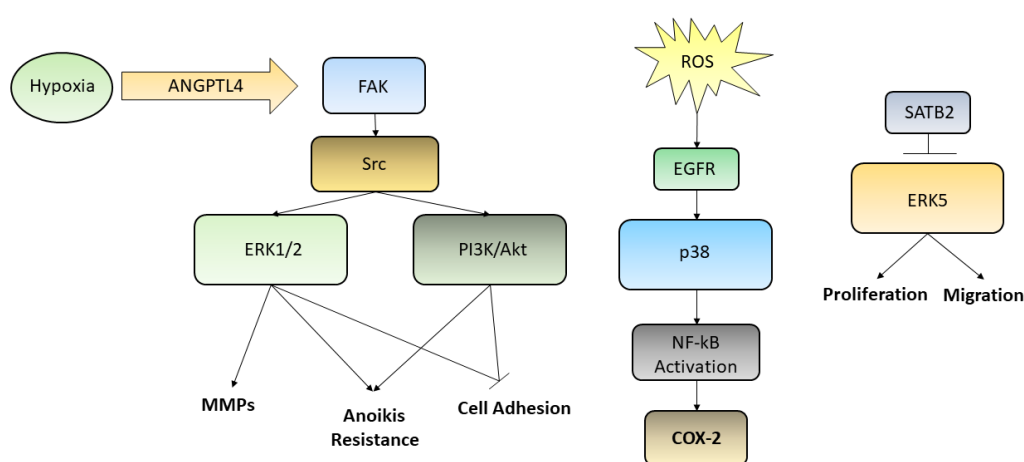 Hypoxia
ANGPTL4
FAK
Src
ERK1/2
PI3K/Akt
MMPs
Anoikis
Resistance
Cell Adhesion
ROS
EGFR
p38
NF-kB
Activation
COX-2
SATB2
ERK5
Proliferation
Migration